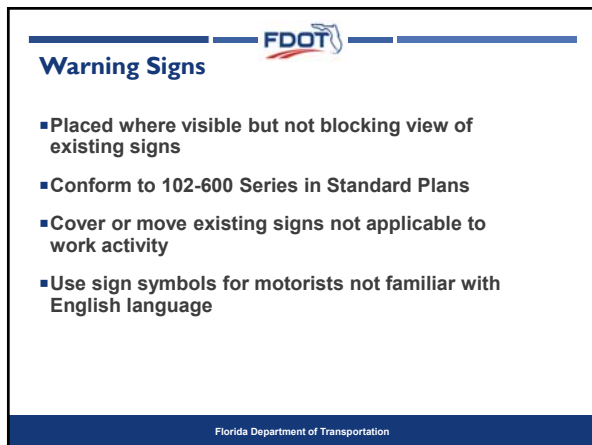 FDOT
Warning Signs
▪Placed where visible but not blocking view of
existing signs
▪Conform to 102-600 Series in Standard Plans
▪Cover or move existing signs not applicable to
work activity
▪Use sign symbols for motorists not familiar with
English language
Florida Department of Transportation